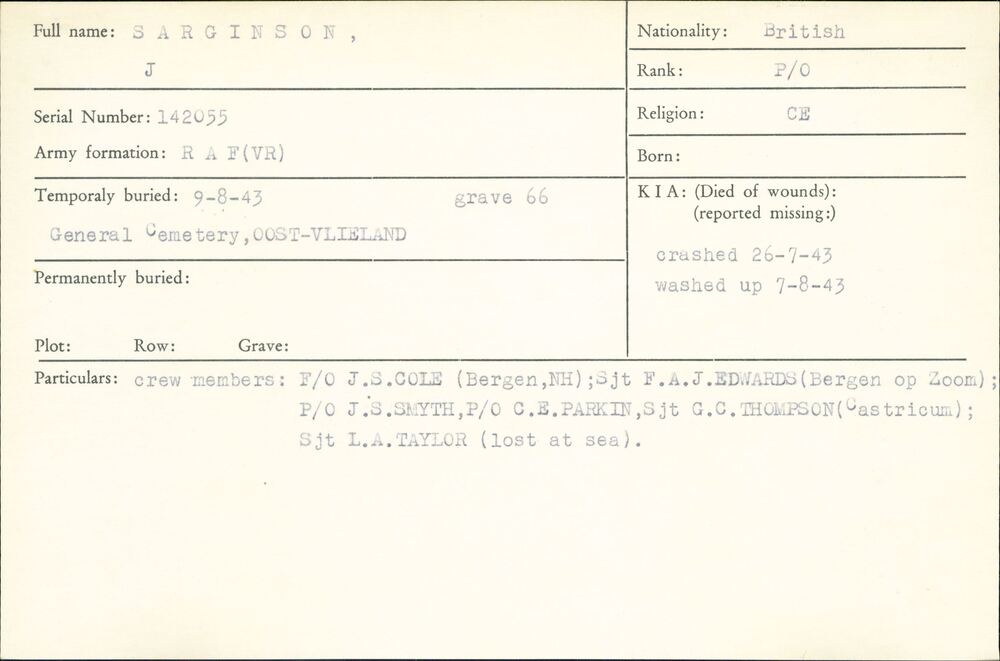 Full name: S A R G I N S O N ,
J
Nationality: British
Rank: P/O
Serial Number: 142055
Religion: CE
Army formation: R A F(VR)
Born:
Temporaly buried: 9-8-43 grave 66
General Cemetery,OOST-VLIELAND
K I A: (Died of wounds):
(reported missing:)
crashed 26-7-43
washed up 7-8-43
Permanently buried:
Plot: Row: Grave:
Particulars: crew members: F/O J.S.COLE (Bergen,NH);Sjt F.A.J.EDWARDS(Bergen op Zoom);
P/O J.S.SMYTH,P/O C.E.PARKIN,Sjt G.C.THOMPSON(Castricum);
Sjt L.A.TAYLOR (lost at sea).